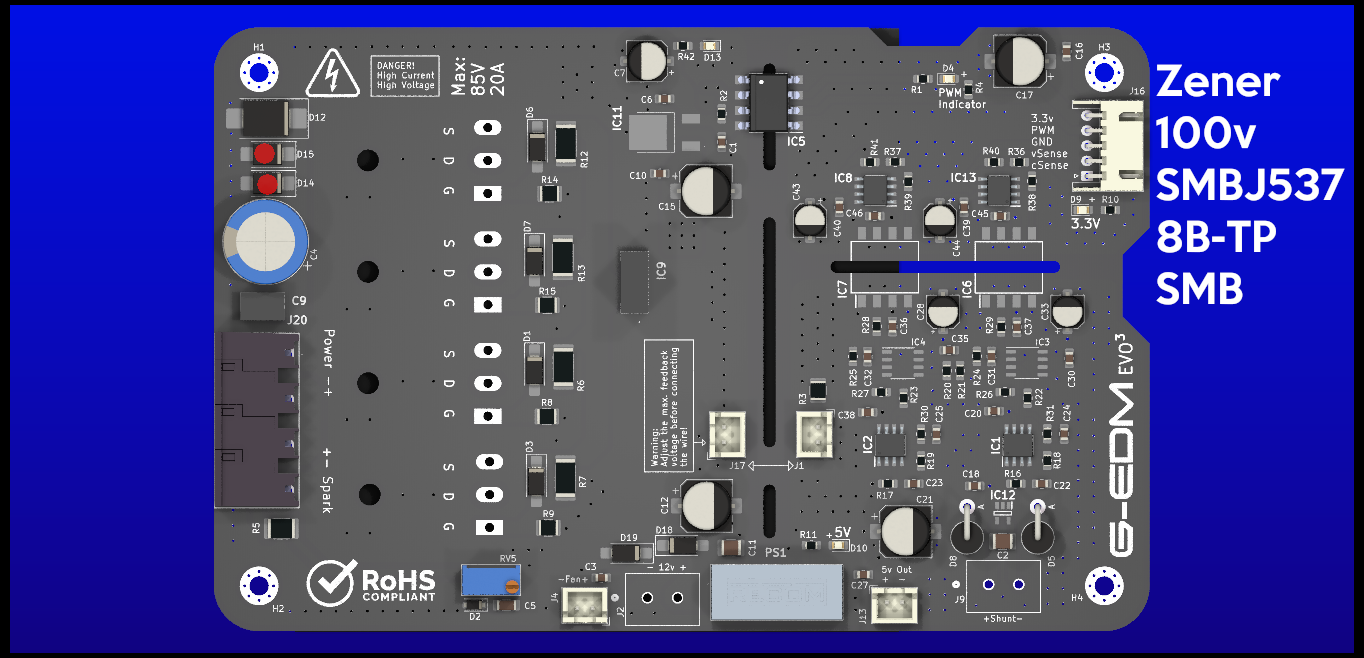 H1
DANGER!
High Current
High Voltage
Max:
85V
20A
C7
R42
D13
C6
R2
IC11
C1
IC5
C10
C15
D12
D15
D14
C4
C9
J20
Power -+
+- Spark
R5
S
D
G
D6
R12
R14
S
D
G
D7
R13
R15
S
D
G
D1
R6
R8
S
D
G
D3
R7
R9
IC9
Warning:
Adjust the max. feedback
voltage before connecting
the wire!
J17
J1
R3
C38
C12
D18
D19
C11
- 12v +
PS1
R11
+5V
D10
C3
-Fen+
J4
J2
RV5
D2
C5
RoHS
COMPLIANT
H2
C17
C16
H3
D4
+
R1
R4
PWM
Indicator
J16
3.3v
PWM
GND
vSense
cSense
D9 +
R10
3.3V
R41
R37
IC8
R39
C46
C43
C40
R40
R36
IC13
R38
C45
C39
C44
IC7
IC6
C28
C33
R28
C36
R29
C37
IC4
C35
IC3
R25
C32
R20
R21
R24
C31
C30
R27
R23
R26
R22
C20
R30
C25
R31
C24
IC2
R19
IC1
R18
R17
C23
C18
R16
C22
C21
IC12
A
A
D8
C2
D5
5v Out
+ -
C27
J13
J9
+Shunt-
H4
G-EDM EVO³
Zener
100v
SMBJ537
8B-TP
SMB